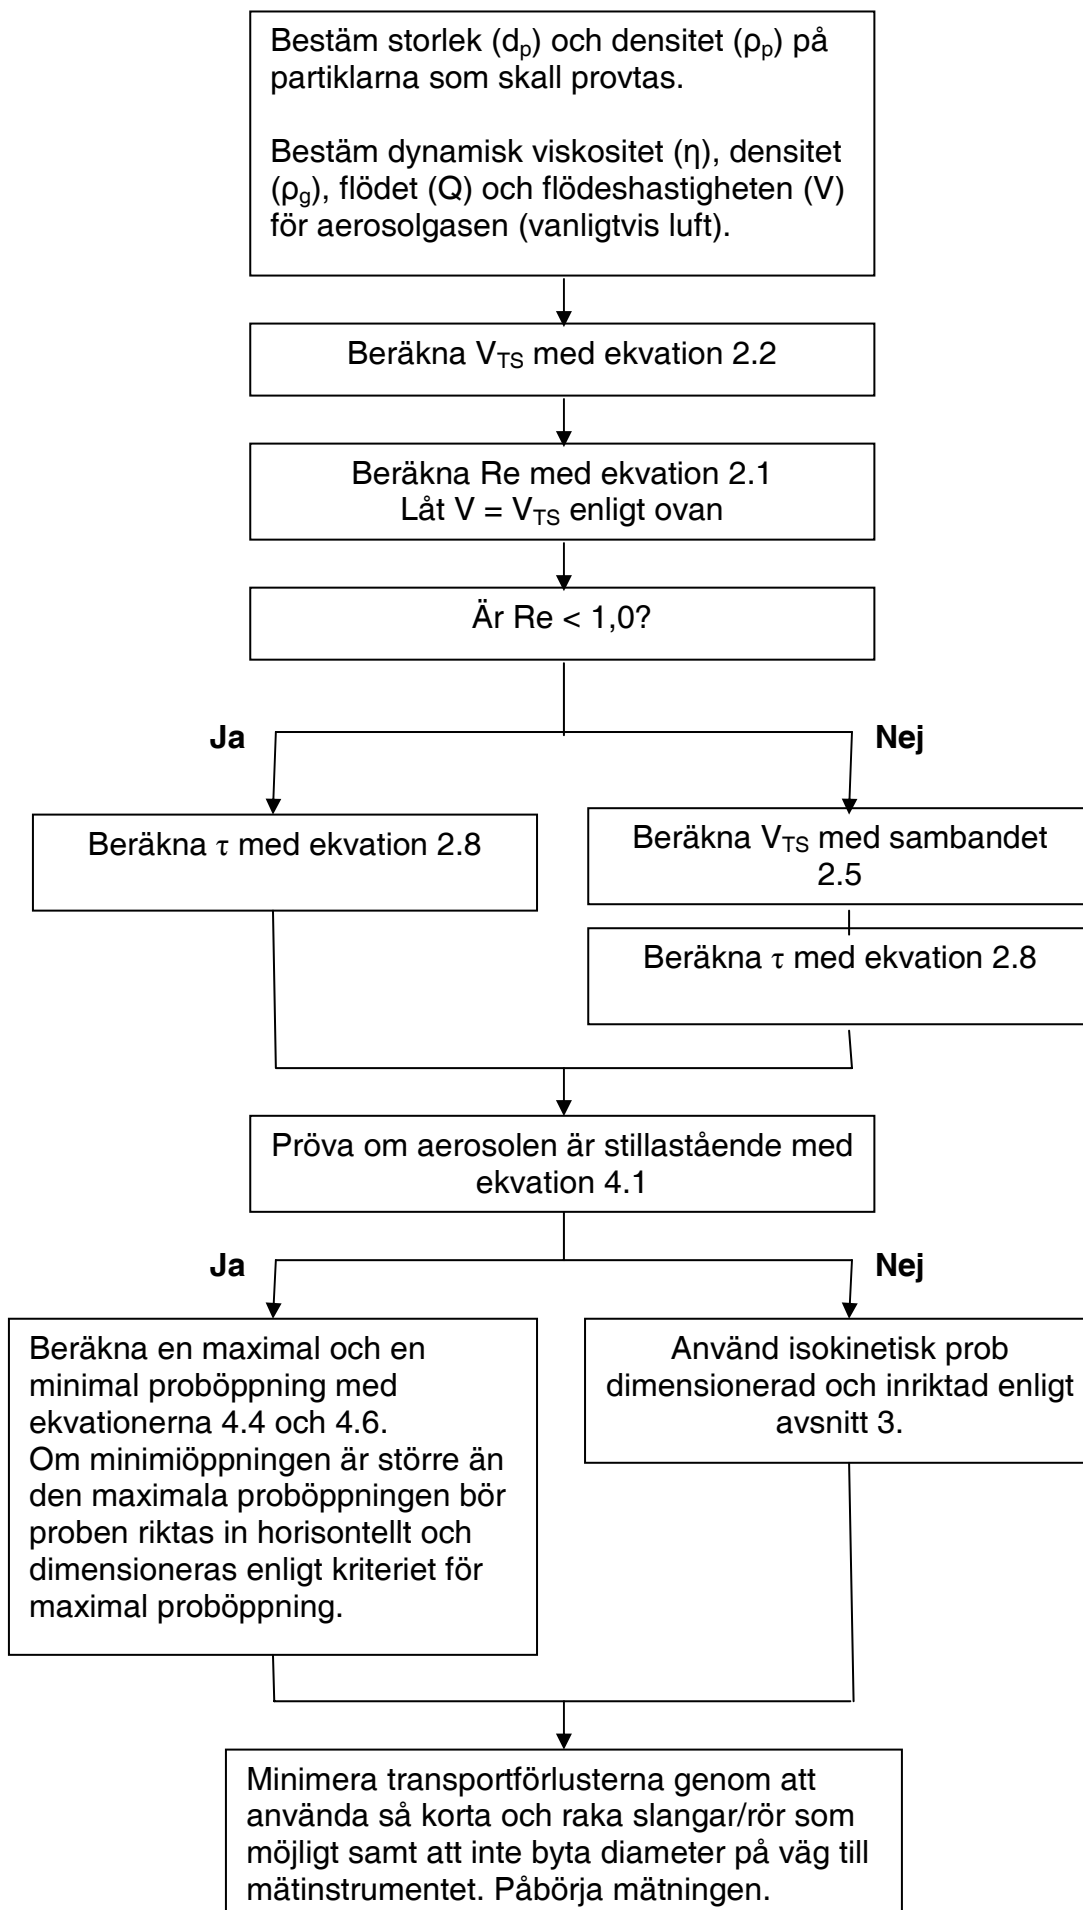 Bestäm storlek (dp) och densitet (ρp) på
partiklarna som skall provtas.
Bestäm dynamisk viskositet (η), densitet
(ρg), flödet (Q) och flödeshastigheten (V)
för aerosolgasen (vanligtvis luft).
Beräkna VTS med ekvation 2.2
Beräkna Re med ekvation 2.1
Låt V = VTS enligt ovan
Är Re < 1,0?
Ja
Nej
Beräkna τ med ekvation 2.8
Beräkna VTS med sambandet
2.5
Beräkna τ med ekvation 2.8
Pröva om aerosolen är stillastående med
ekvation 4.1
Ja
Nej
Beräkna en maximal och en
minimal proböppning med
ekvationerna 4.4 och 4.6.
Om minimiöppningen är större än
den maximala proböppningen bör
proben riktas in horisontellt och
dimensioneras enligt kriteriet för
maximal proböppning.
Använd isokinetisk prob
dimensionerad och inriktad enligt
avsnitt 3.
Minimera transportförlusterna genom att
använda så korta och raka slangar/rör som
möjligt samt att inte byta diameter på väg till
mätinstrumentet. Påbörja mätningen.